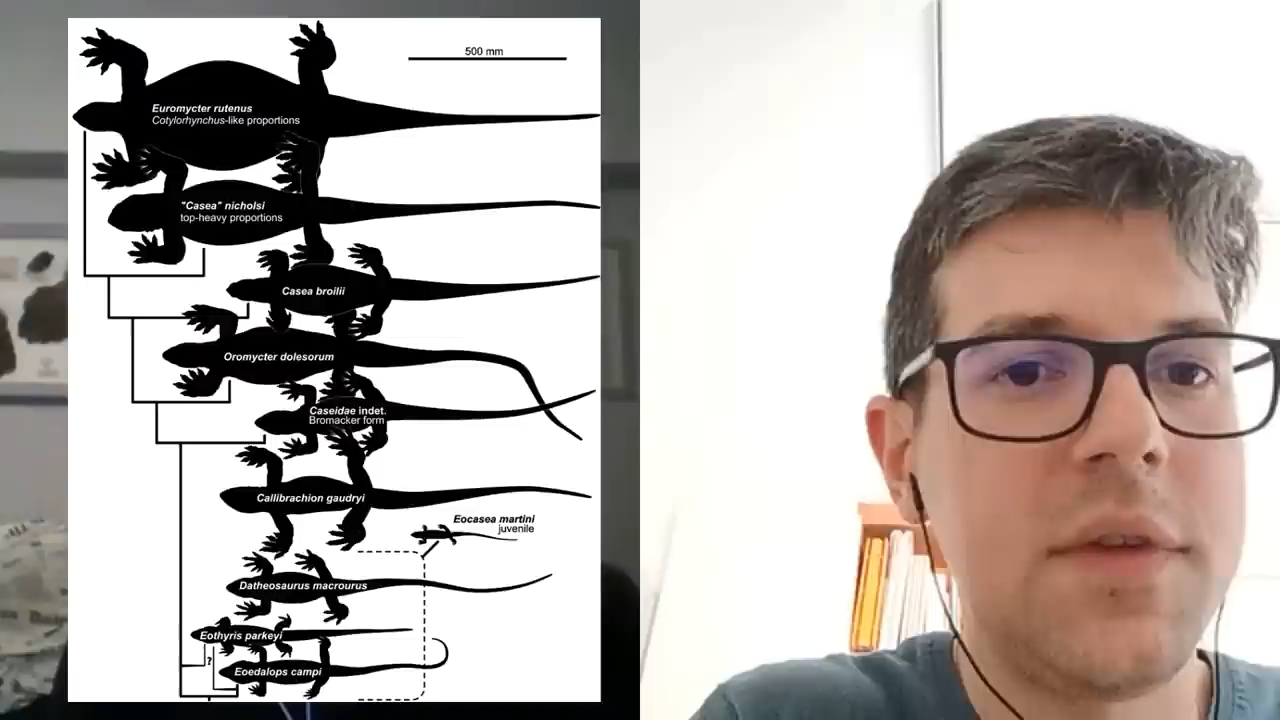 500 mm
Euromycter rutenus
Cotylorhynchus-like proportions
"Casea" nicholsi
top-heavy proportions
Casea broilii
Oromycter dolesorum
Caseidae indet.
Bromacker form
Callibrachion gaudryi
Eocasea martini
juvenile
Datheosaurus macrourus
Eothyris parkeyi
?
Eoedalops campi